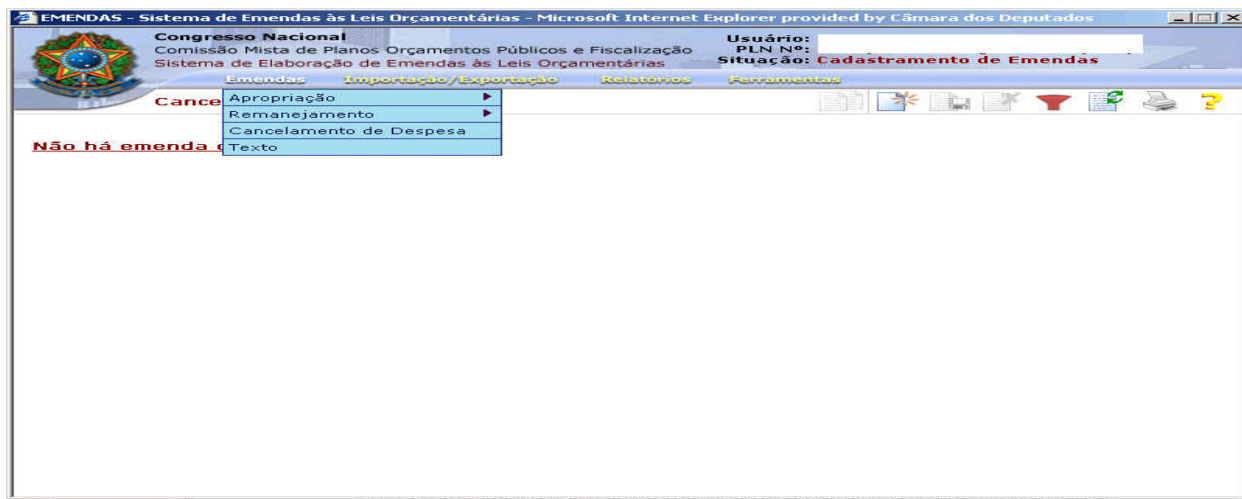 EMENDAS - Sistema de Emendas às Leis Orçamentárias - Microsoft Internet Explorer provided by Câmara dos Deputados
Congresso Nacional
Comissão Mista de Planos Orçamentos Públicos e Fiscalização
Sistema de Elaboração de Emendas às Leis Orçamentárias
Usuário:
PLN Nº:
Situação: Cadastramento de Emendas
Emendas Importação/Exportação Relatórios Ferramentas
Cance
Apropriação
Remanejamento
Cancelamento de Despesa
Texto
Não há emenda